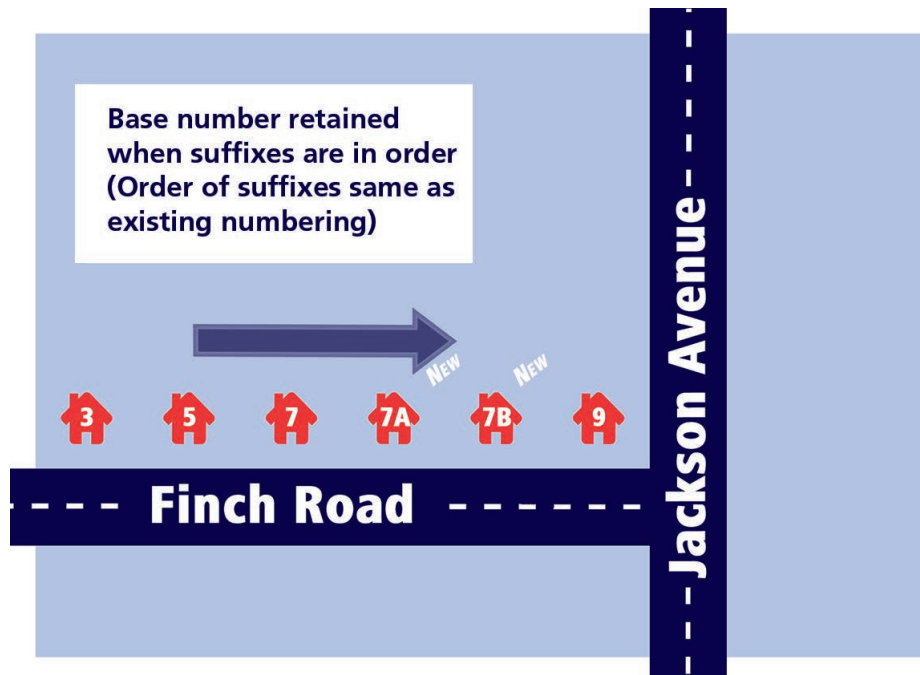 Base number retained
when suffixes are in order
(Order of suffixes same as
existing numbering)
NEW
NEW
3
5
7
7A
7B
9
Finch Road
Jackson Avenue